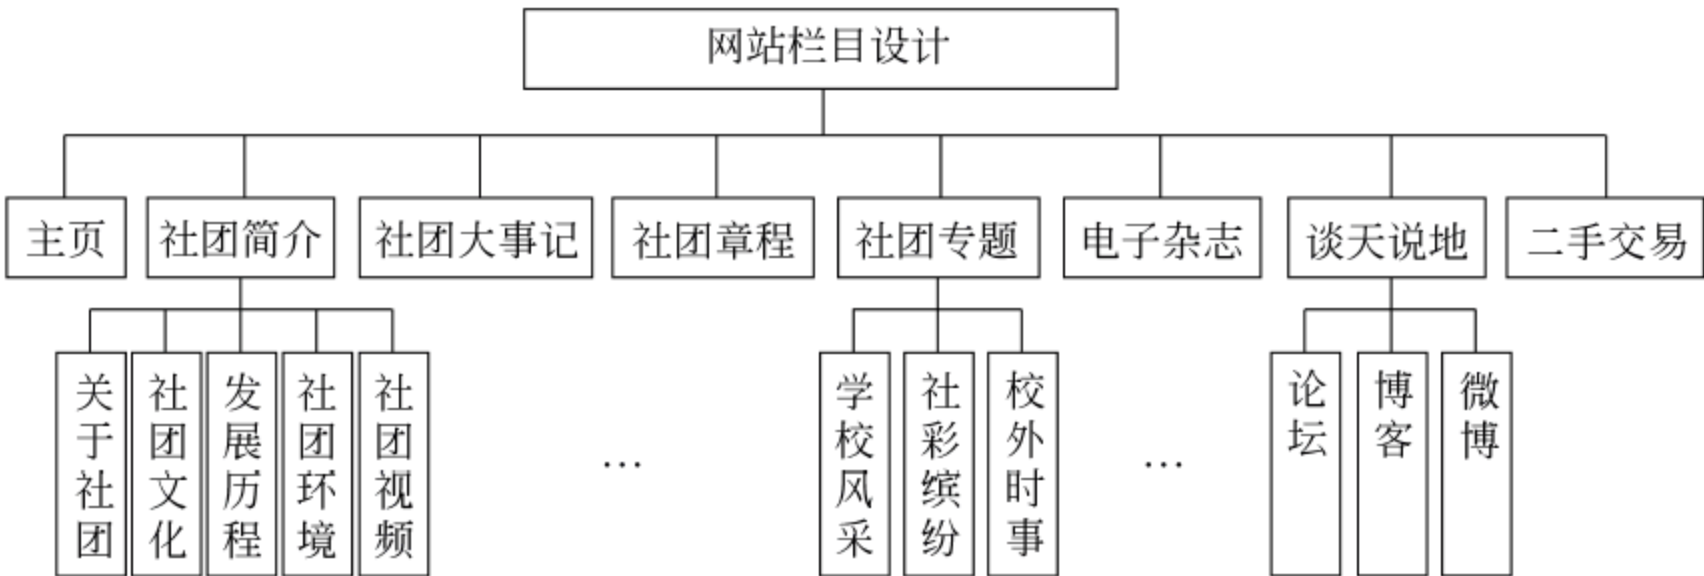 网站栏目设计
主页
社团简介
社团大事记
社团章程
社团专题
电子杂志
谈天说地
二手交易
关于社团
社团文化
发展历程
社团环境
社团视频
…
学校风采
社彩缤纷
校外时事
…
论坛
博客
微博